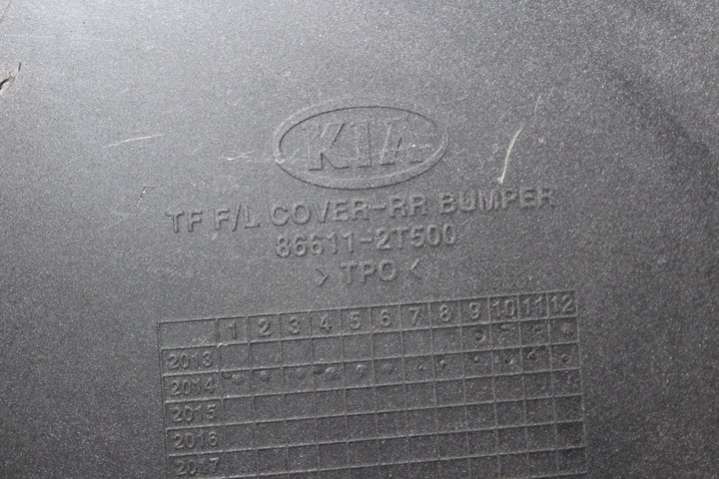 KIA
TF F/L COVER-RR BUMPER
86611-2T500
> TPO <
1 2 3 4 5 6 7 8 9 10 11 12
2013
2014
2015
2016
2017